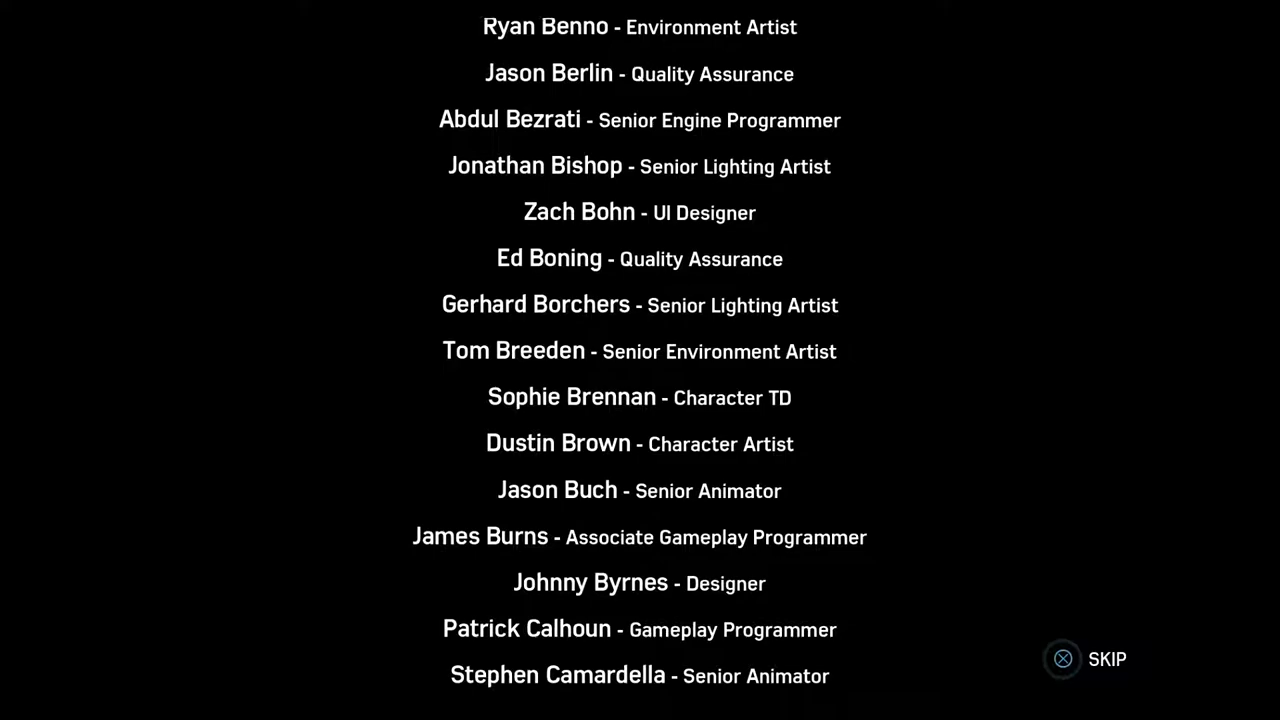 Ryan Benno - Environment Artist
Jason Berlin - Quality Assurance
Abdul Bezrati - Senior Engine Programmer
Jonathan Bishop - Senior Lighting Artist
Zach Bohn - UI Designer
Ed Boning - Quality Assurance
Gerhard Borchers - Senior Lighting Artist
Tom Breeden - Senior Environment Artist
Sophie Brennan - Character TD
Dustin Brown - Character Artist
Jason Buch - Senior Animator
James Burns - Associate Gameplay Programmer
Johnny Byrnes - Designer
Patrick Calhoun - Gameplay Programmer
SKIP
Stephen Camardella - Senior Animator